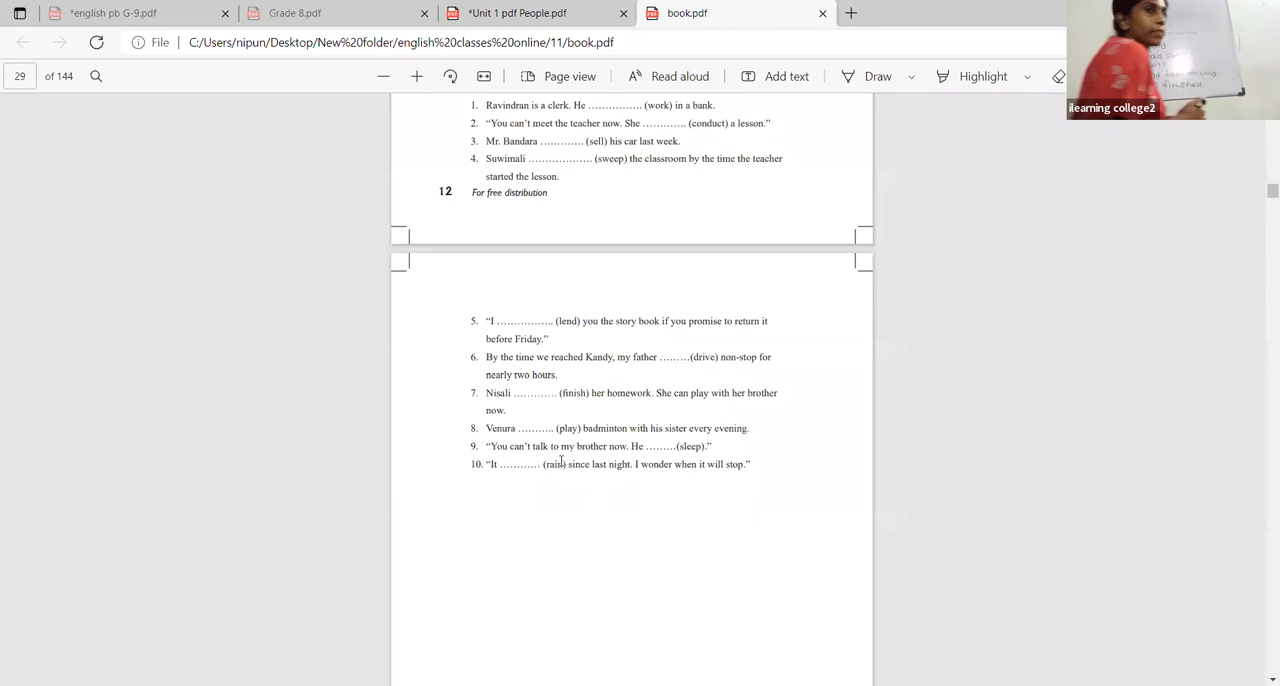 *english pb G-9.pdf
Grade 8.pdf
*Unit 1 pdf People.pdf
book.pdf
File
C:/Users/nipun/Desktop/New%20folder/english%20classes%20online/11/book.pdf
29 of 144
Page view
Read aloud
Add text
Draw
Highlight
ilearning college2
finished.
1. Ravindran is a clerk. He ……………. (work) in a bank.
2. “You can’t meet the teacher now. She …………. (conduct) a lesson.”
3. Mr. Bandara …………. (sell) his car last week.
4. Suwimali ………………. (sweep) the classroom by the time the teacher
started the lesson.
12 For free distribution
5. “I …………….. (lend) you the story book if you promise to return it
before Friday.”
6. By the time we reached Kandy, my father ………(drive) non-stop for
nearly two hours.
7. Nisali …………. (finish) her homework. She can play with her brother
now.
8. Venura ……….. (play) badminton with his sister every evening.
9. “You can’t talk to my brother now. He ………(sleep).”
10. “It ………… (rain) since last night. I wonder when it will stop.”